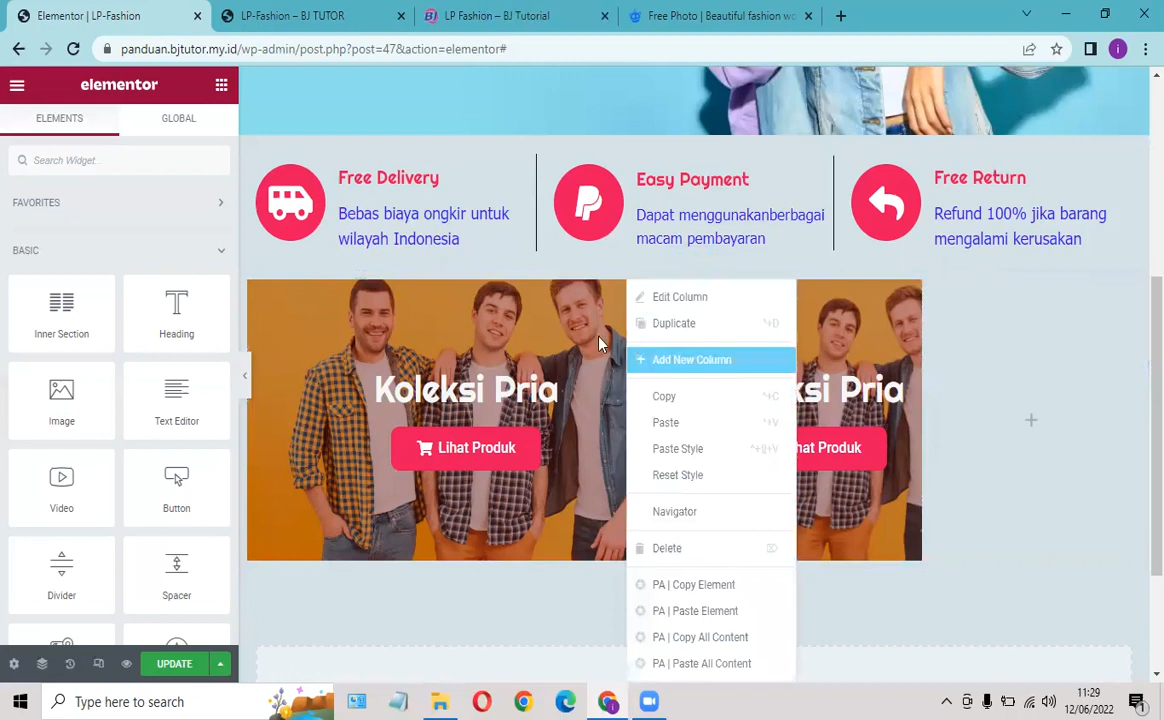 Elementor | LP-Fashion
LP-Fashion – BJ TUTOR
LP Fashion – BJ Tutorial
Free Photo | Beautiful fashion wo
panduan.bjtutor.my.id/wp-admin/post.php?post=47&action=elementor#
i
elementor
ELEMENTS
GLOBAL
Search Widget...
FAVORITES
BASIC
Inner Section
Heading
Image
Text Editor
Video
Button
Divider
Spacer
UPDATE
Free Delivery
Bebas biaya ongkir untuk
wilayah Indonesia
Easy Payment
Dapat menggunakanberbagai
macam pembayaran
Free Return
Refund 100% jika barang
mengalami kerusakan
Koleksi Pria
Lihat Produk
Edit Column
Duplicate ^+D
Add New Column
Copy ^+C
Paste ^+V
Paste Style ^+⇧+V
Reset Style
Navigator
Delete
PA | Copy Element
PA | Paste Element
PA | Copy All Content
PA | Paste All Content
ksi Pria
hat Produk
Type here to search
11:29
12/06/2022
1